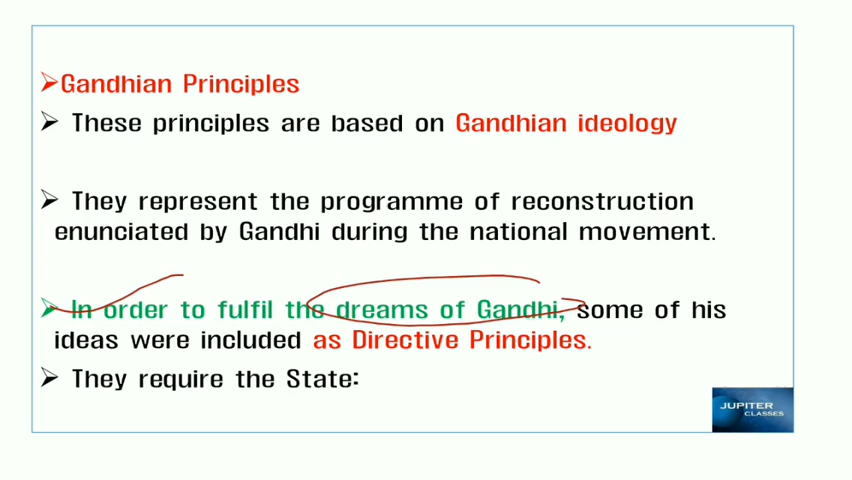 ➢Gandhian Principles
➢ These principles are based on Gandhian ideology
➢ They represent the programme of reconstruction
enunciated by Gandhi during the national movement.
➢ In order to fulfil the dreams of Gandhi, some of his
ideas were included as Directive Principles.
➢ They require the State:
JUPITER
CLASSES